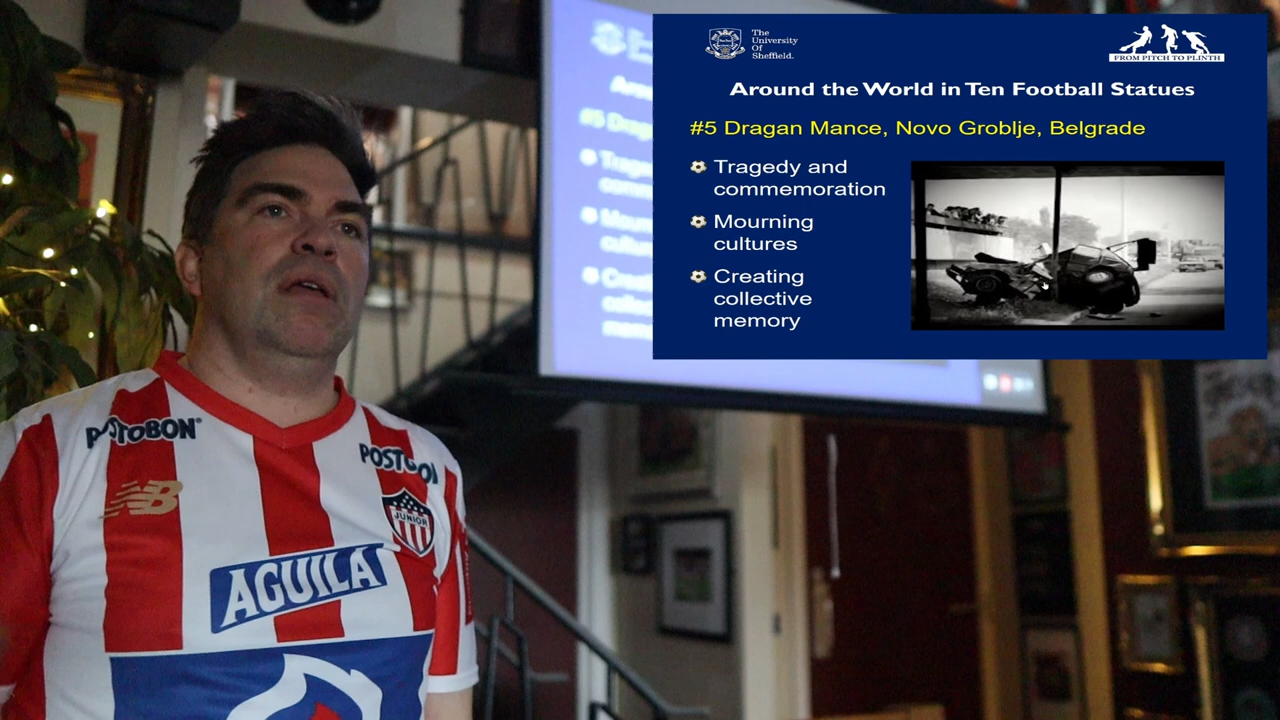 The
University
Of
Sheffield.
FROM PITCH TO PLINTH
Around the World in Ten Football Statues
#5 Dragan Mance, Novo Groblje, Belgrade
Tragedy and
commemoration
Mourning
cultures
Creating
collective
memory
POSTOBON
POSTOBON
NB
JUNIOR
AGUILA